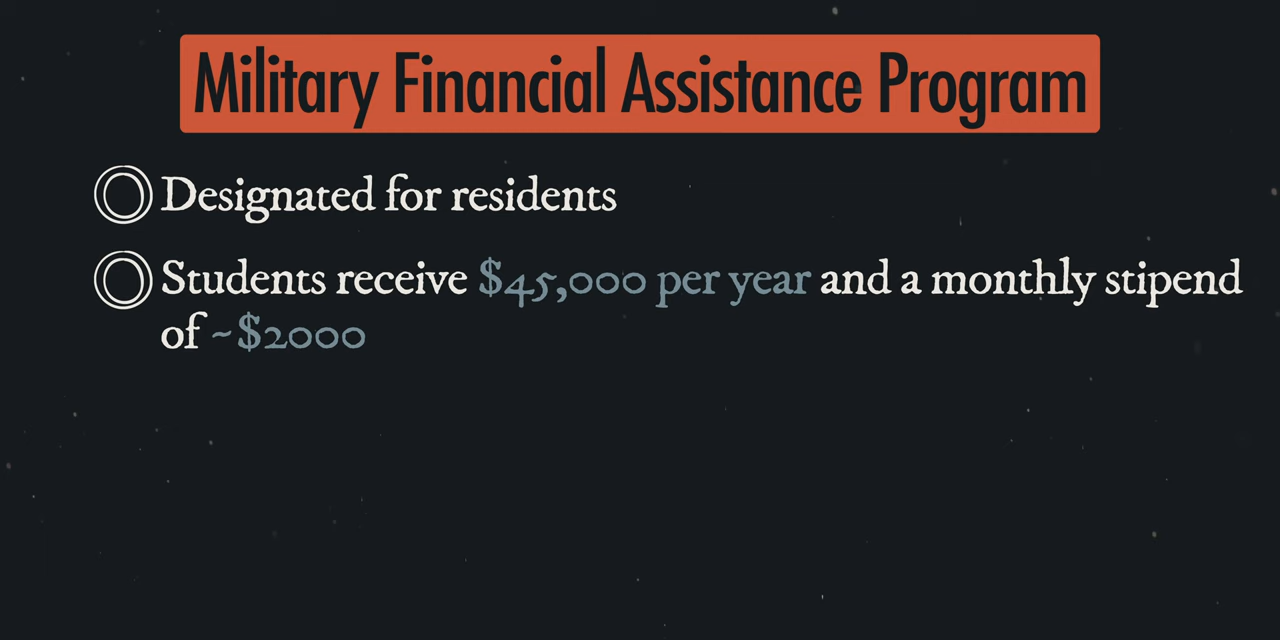 Military Financial Assistance Program
Designated for residents
Students receive $45,000 per year and a monthly stipend
of ~$2000